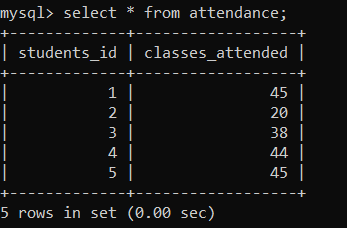 mysql> select * from attendance;
+-------------+------------------+
| students_id | classes_attended |
+-------------+------------------+
|           1 |               45 |
|           2 |               20 |
|           3 |               38 |
|           4 |               44 |
|           5 |               45 |
+-------------+------------------+
5 rows in set (0.00 sec)